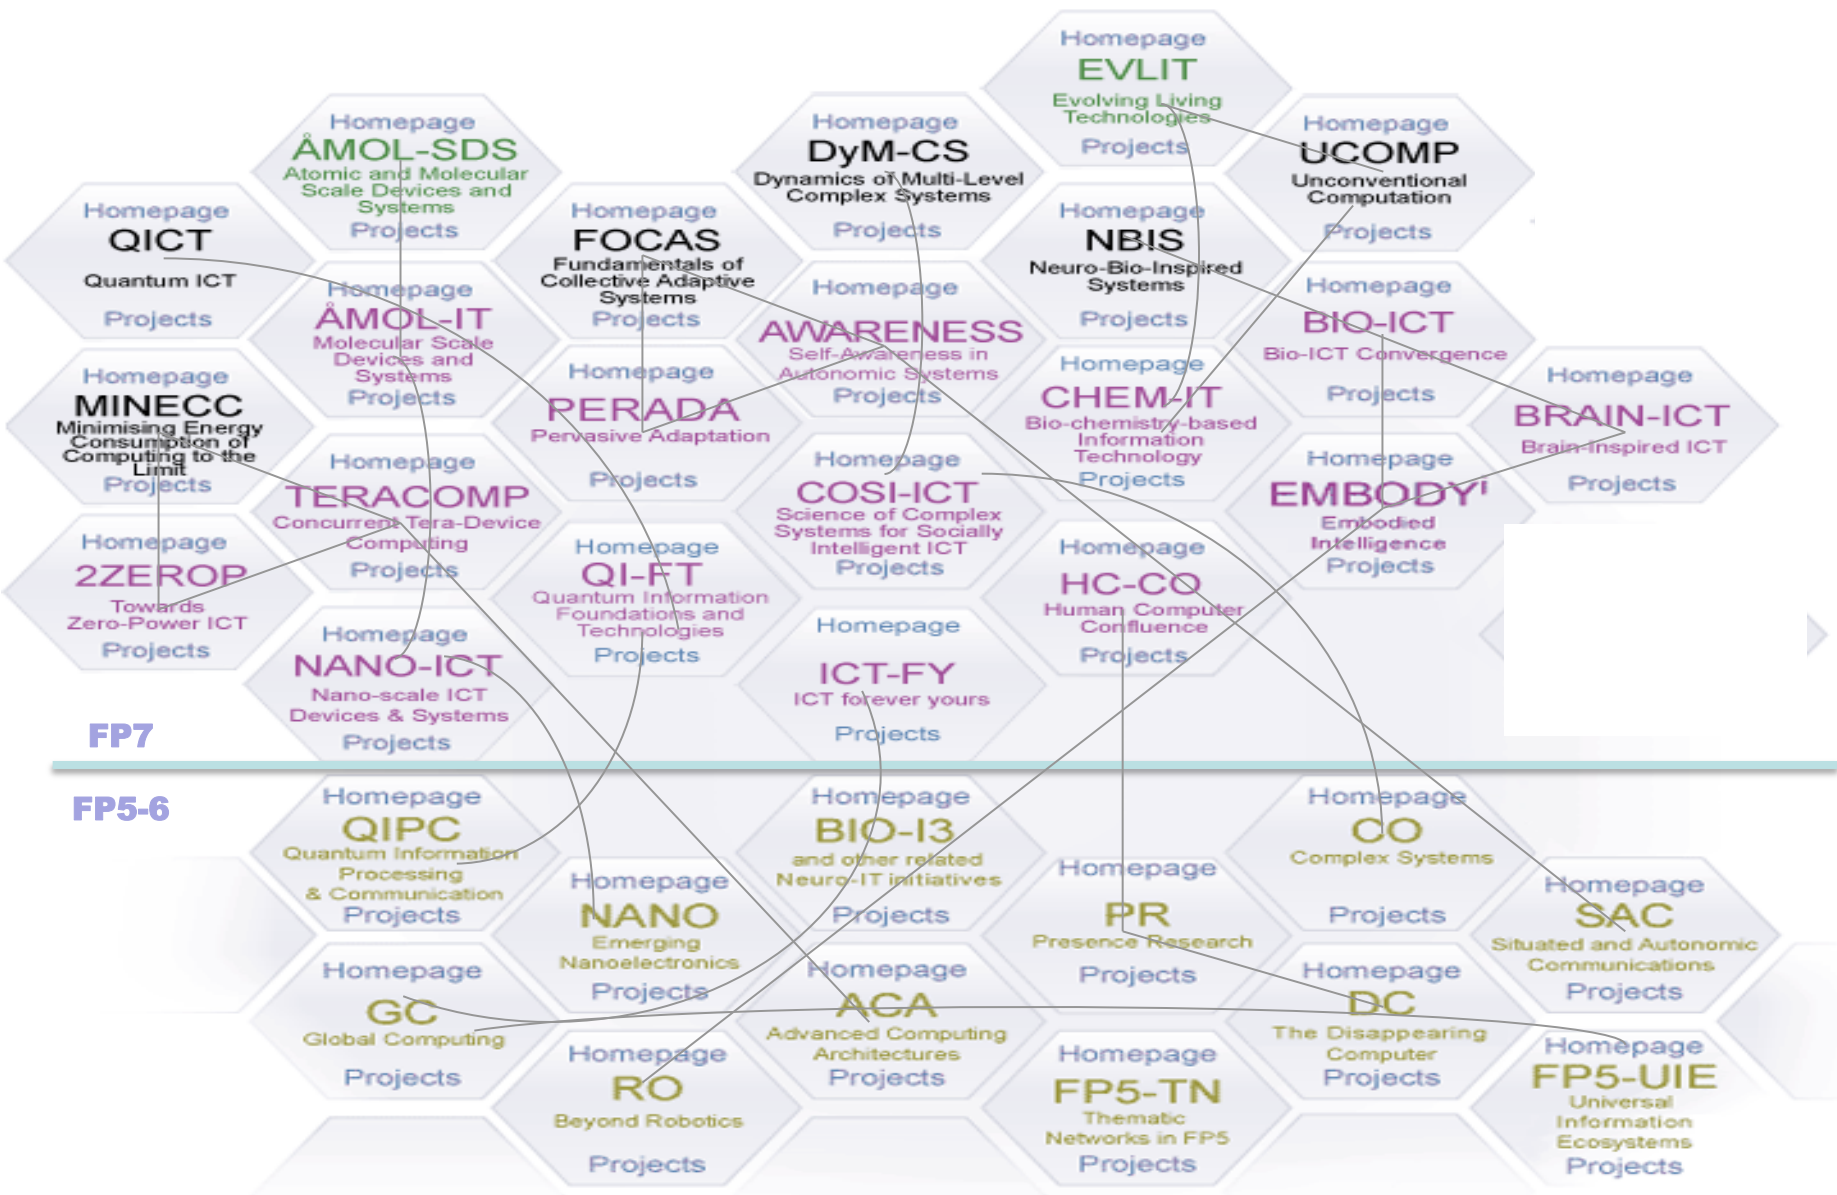 Homepage
EVLIT
Evolving Living
Technologies
Projects
Homepage
ÅMOL-SDS
Atomic and Molecular
Scale Devices and
Systems
Projects
Homepage
DyM-CS
Dynamics of Multi-Level
Complex Systems
Projects
Homepage
UCOMP
Unconventional
Computation
Projects
Homepage
QICT
Quantum ICT
Projects
Homepage
FOCAS
Fundamentals of
Collective Adaptive
Systems
Projects
Homepage
NBIS
Neuro-Bio-Inspired
Systems
Projects
Homepage
ÅMOL-IT
Molecular Scale
Devices and
Systems
Projects
Homepage
AWARENESS
Self-Awareness in
Autonomic Systems
Projects
Homepage
BIO-ICT
Bio-ICT Convergence
Projects
Homepage
MINECC
Minimising Energy
Consumption of
Computing to the
Limit
Projects
Homepage
PERADA
Pervasive Adaptation
Projects
Homepage
CHEM-IT
Bio-chemistry-based
Information
Technology
Projects
Homepage
BRAIN-ICT
Brain-Inspired ICT
Projects
Homepage
TERACOMP
Concurrent Tera-Device
Computing
Projects
Homepage
COSI-ICT
Science of Complex
Systems for Socially
Intelligent ICT
Projects
Homepage
EMBODYi
Embodied
Intelligence
Projects
Homepage
2ZEROP
Towards
Zero-Power ICT
Projects
Homepage
QI-FT
Quantum Information
Foundations and
Technologies
Projects
Homepage
HC-CO
Human Computer
Confluence
Projects
Homepage
NANO-ICT
Nano-scale ICT
Devices & Systems
Projects
Homepage
ICT-FY
ICT forever yours
Projects
FP7
FP5-6
Homepage
QIPC
Quantum Information
Processing
& Communication
Projects
Homepage
BIO-I3
and other related
Neuro-IT initiatives
Projects
Homepage
CO
Complex Systems
Projects
Homepage
NANO
Emerging
Nanoelectronics
Projects
Homepage
PR
Presence Research
Projects
Homepage
SAC
Situated and Autonomic
Communications
Projects
Homepage
GC
Global Computing
Projects
Homepage
ACA
Advanced Computing
Architectures
Projects
Homepage
DC
The Disappearing
Computer
Projects
Homepage
RO
Beyond Robotics
Projects
Homepage
FP5-TN
Thematic
Networks in FP5
Projects
Homepage
FP5-UIE
Universal
Information
Ecosystems
Projects